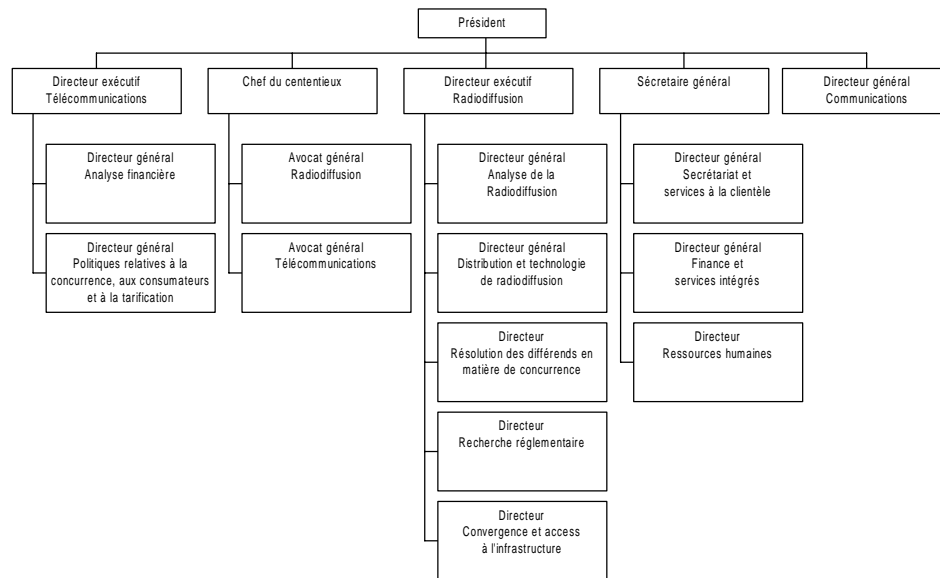 Président
Directeur exécutif
Télécommunications
Chef du cententieux
Directeur exécutif
Radiodiffusion
Sécretaire général
Directeur général
Communications
Directeur général
Analyse financière
Directeur général
Politiques relatives à la
concurrence, aux consumateurs
et à la tarification
Avocat général
Radiodiffusion
Avocat général
Télécommunications
Directeur général
Analyse de la
Radiodiffusion
Directeur général
Distribution et technologie
de radiodiffusion
Directeur
Résolution des différends en
matière de concurrence
Directeur
Recherche réglementaire
Directeur
Convergence et access
à l'infrastructure
Directeur général
Secrétariat et
services à la clientèle
Directeur général
Finance et
services intégrés
Directeur
Ressources humaines